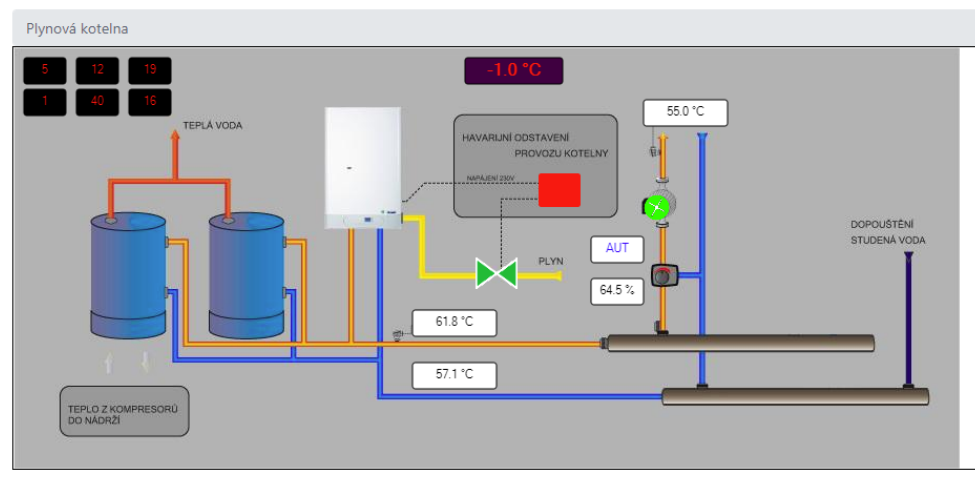 Plynová kotelna
5 12 19
1 40 16
-1.0 °C
TEPLÁ VODA
HAVARIJNÍ ODSTAVENÍ
PROVOZU KOTELNY
NAPÁJENÍ 230V
55.0 °C
DOPOUŠTĚNÍ
STUDENÁ VODA
AUT
PLYN
64.5 %
61.8 °C
57.1 °C
TEPLO Z KOMPRESORŮ
DO NÁDRŽÍ